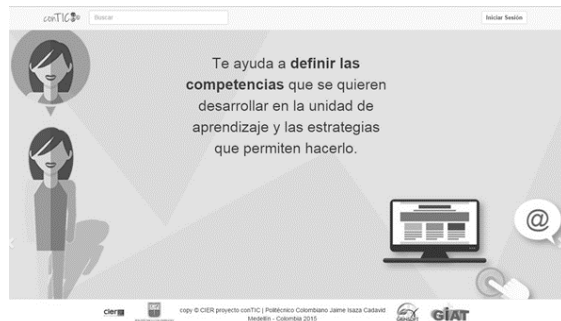 conTIC
Buscar
Iniciar Sesión
Te ayuda a definir las
competencias que se quieren
desarrollar en la unidad de
aprendizaje y las estrategias
que permiten hacerlo.
@
cier
copy © CIER proyecto conTIC | Politécnico Colombiano Jaime Isaza Cadavid
Medellín - Colombia 2015
GIAT